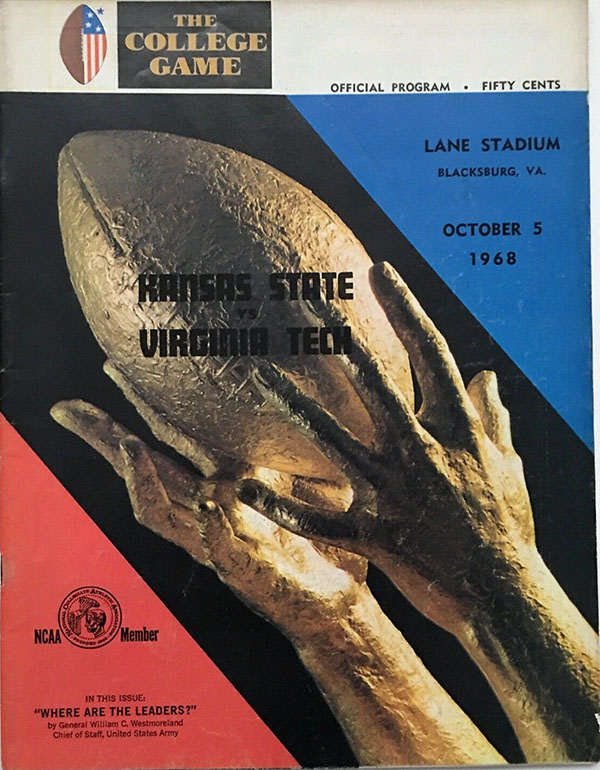 THE
COLLEGE
GAME
OFFICIAL PROGRAM • FIFTY CENTS
LANE STADIUM
BLACKSBURG, VA.
OCTOBER 5
1968
KANSAS STATE
VS
VIRGINIA TECH
NCAA Member
IN THIS ISSUE:
"WHERE ARE THE LEADERS?"
by General William C. Westmoreland
Chief of Staff, United States Army